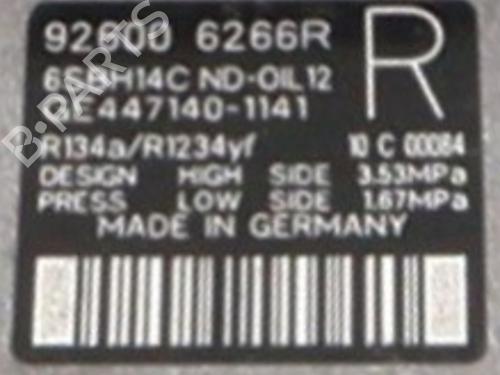 92600 6266R
R
6SBH14C ND-OIL 12
GE447140-1141
R134a/R1234yf 10 C 00084
DESIGN HIGH SIDE 3.53MPa
PRESS LOW SIDE 1.67MPa
MADE IN GERMANY
B-PARTS